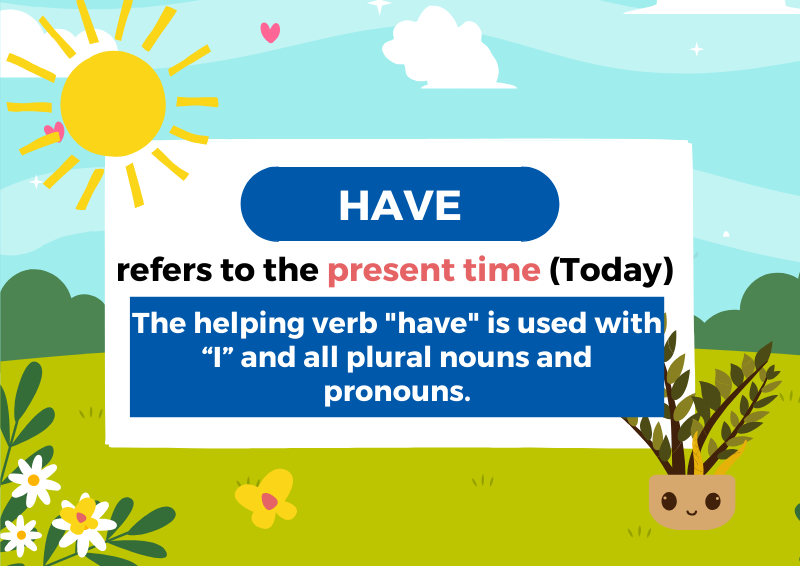 HAVE
refers to the present time (Today)
The helping verb "have" is used with
“I” and all plural nouns and
pronouns.